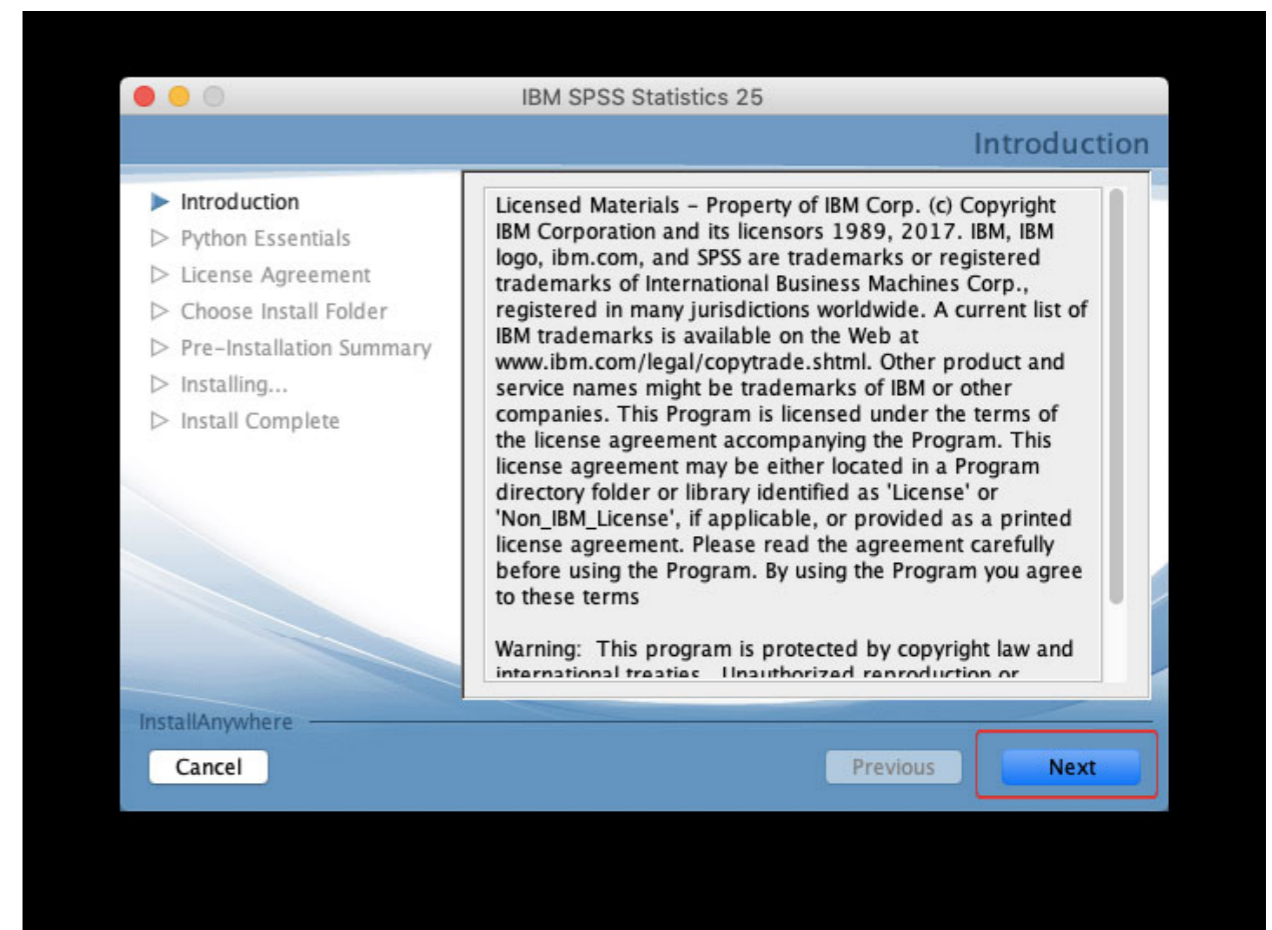 IBM SPSS Statistics 25
Introduction
Introduction
Python Essentials
License Agreement
Choose Install Folder
Pre-Installation Summary
Installing...
Install Complete
Licensed Materials – Property of IBM Corp. (c) Copyright
IBM Corporation and its licensors 1989, 2017. IBM, IBM
logo, ibm.com, and SPSS are trademarks or registered
trademarks of International Business Machines Corp.,
registered in many jurisdictions worldwide. A current list of
IBM trademarks is available on the Web at
www.ibm.com/legal/copytrade.shtml. Other product and
service names might be trademarks of IBM or other
companies. This Program is licensed under the terms of
the license agreement accompanying the Program. This
license agreement may be either located in a Program
directory folder or library identified as 'License' or
'Non_IBM_License', if applicable, or provided as a printed
license agreement. Please read the agreement carefully
before using the Program. By using the Program you agree
to these terms
Warning: This program is protected by copyright law and
international treaties. Unauthorized reproduction or
InstallAnywhere
Cancel
Previous
Next